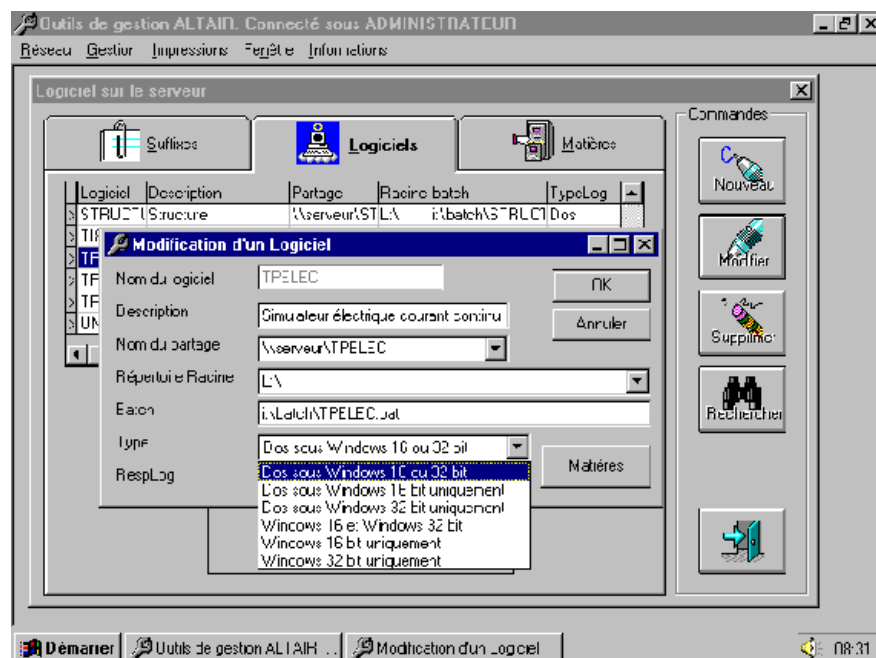 Outils de gestion ALTAIR. Connecté sous ADMINISTRATEUR
Réseau Gestion Impressions Fenêtre Informations
Logiciel sur le serveur
Commandes
Suffixes Logiciels Matières
Nouveau
Logiciel Description Partage Racine batch TypeLog
STRUCTU Structure \\serveur\ST L:\ i:\batch\STRUCT Dos
Modification d'un Logiciel
Modifier
Nom du logiciel TPELEC OK
Description Simulateur électrique courant continu Annuler
Supprimer
Nom du partage \\serveur\TPELEC
Répertoire Racine L:\
Batch i:\batch\TPELEC.bat
Rechercher
Type Dos sous Windows 16 ou 32 bit
RespLog Matières
Dos sous Windows 16 ou 32 bit
Dos sous Windows 16 bit uniquement
Dos sous Windows 32 bit uniquement
Windows 16 et Windows 32 bit
Windows 16 bit uniquement
Windows 32 bit uniquement
Démarrer Outils de gestion ALTAIR ... Modification d'un Logiciel 08:31